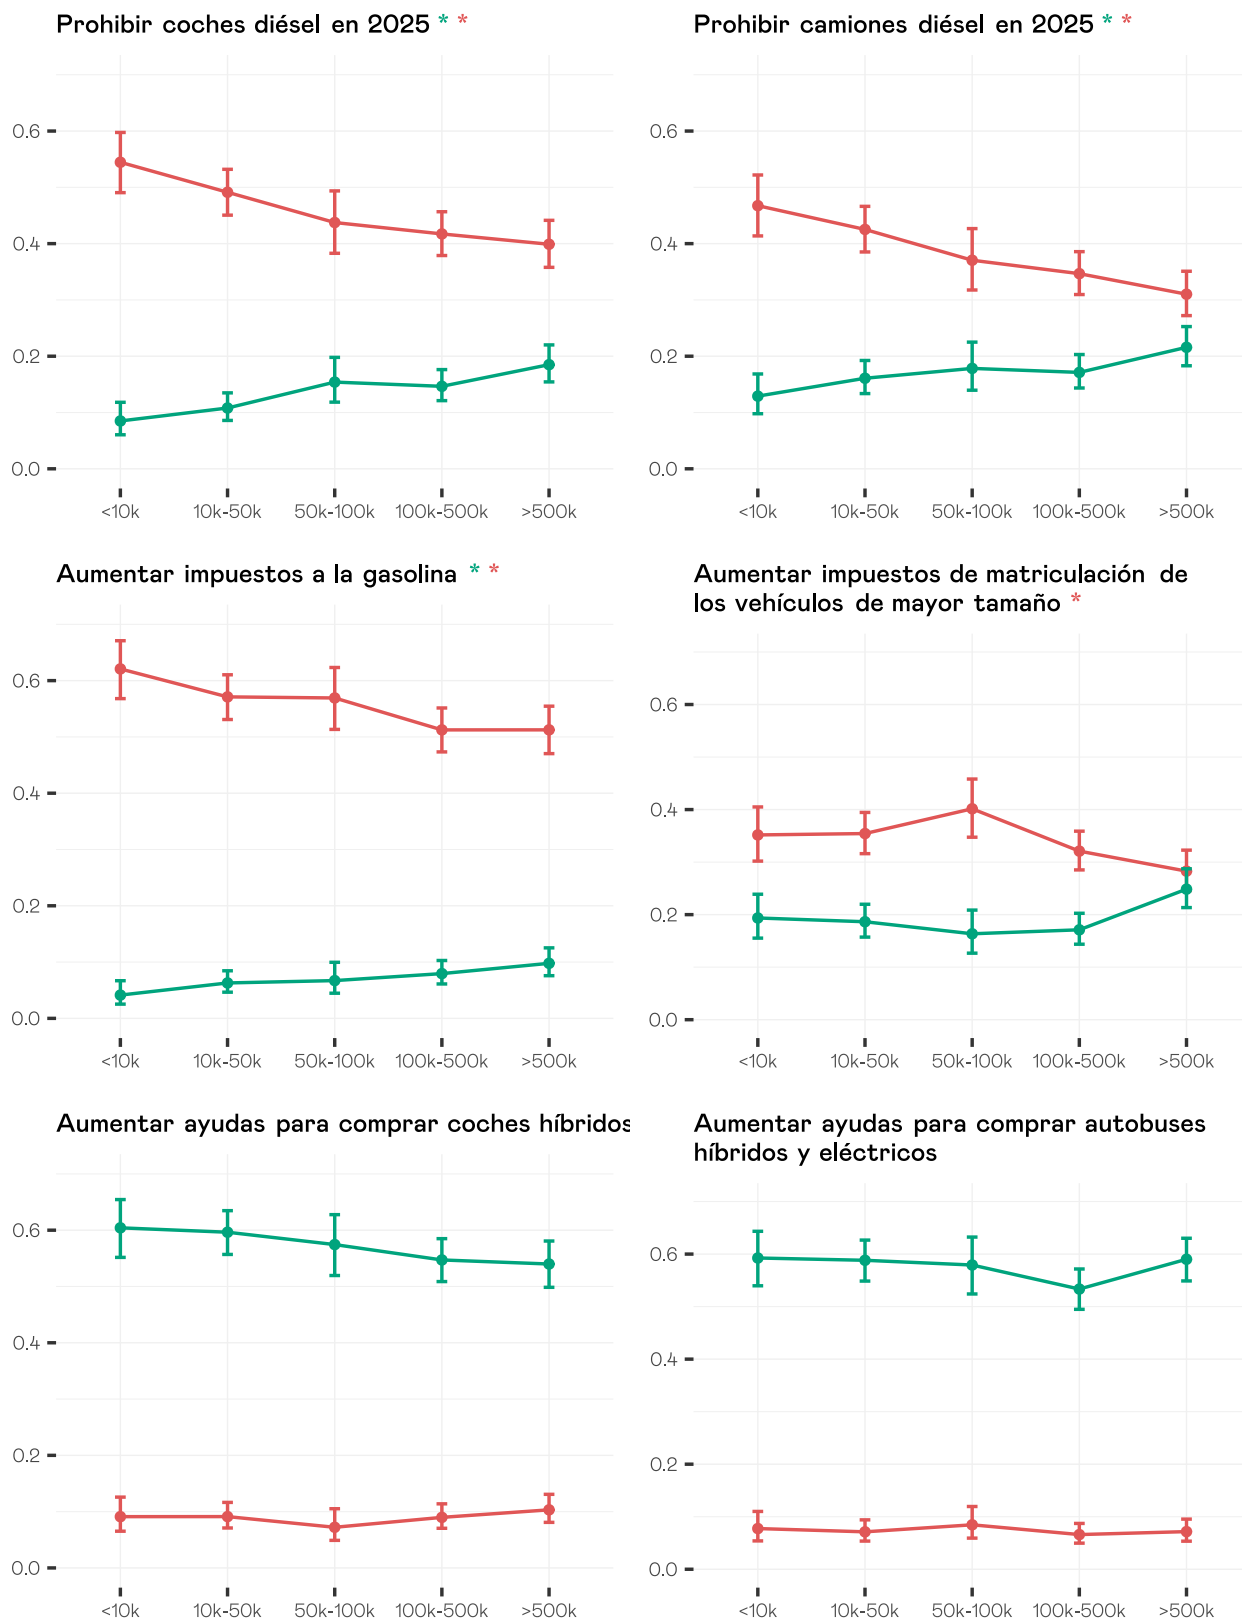 Prohibir coches diésel en 2025 * *
0.6
0.4
0.2
0.0
<10k 10k-50k 50k-100k 100k-500k >500k
Prohibir camiones diésel en 2025 * *
0.6
0.4
0.2
0.0
<10k 10k-50k 50k-100k 100k-500k >500k
Aumentar impuestos a la gasolina * *
0.6
0.4
0.2
0.0
<10k 10k-50k 50k-100k 100k-500k >500k
Aumentar impuestos de matriculación de
los vehículos de mayor tamaño *
0.6
0.4
0.2
0.0
<10k 10k-50k 50k-100k 100k-500k >500k
Aumentar ayudas para comprar coches híbridos
0.6
0.4
0.2
0.0
<10k 10k-50k 50k-100k 100k-500k >500k
Aumentar ayudas para comprar autobuses
híbridos y eléctricos
0.6
0.4
0.2
0.0
<10k 10k-50k 50k-100k 100k-500k >500k